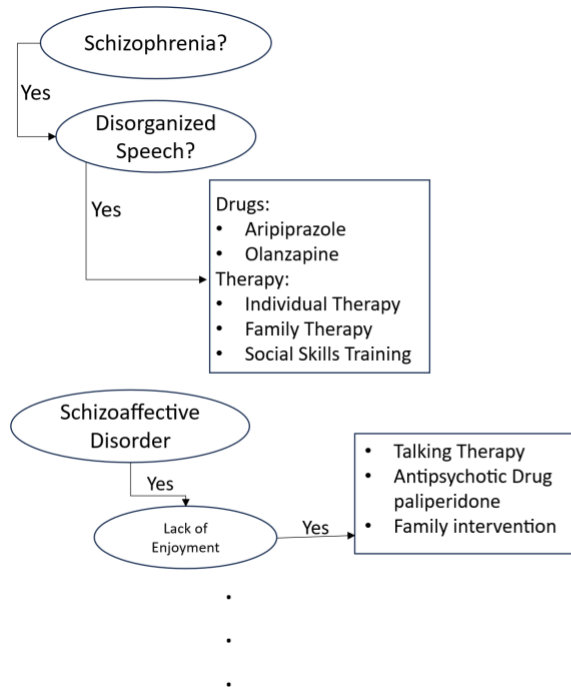 Schizophrenia?
Yes
Disorganized
Speech?
Yes
Drugs:
• Aripiprazole
• Olanzapine
Therapy:
• Individual Therapy
• Family Therapy
• Social Skills Training
Schizoaffective
Disorder
Yes
Lack of
Enjoyment
Yes
• Talking Therapy
• Antipsychotic Drug
paliperidone
• Family intervention
.
.
.